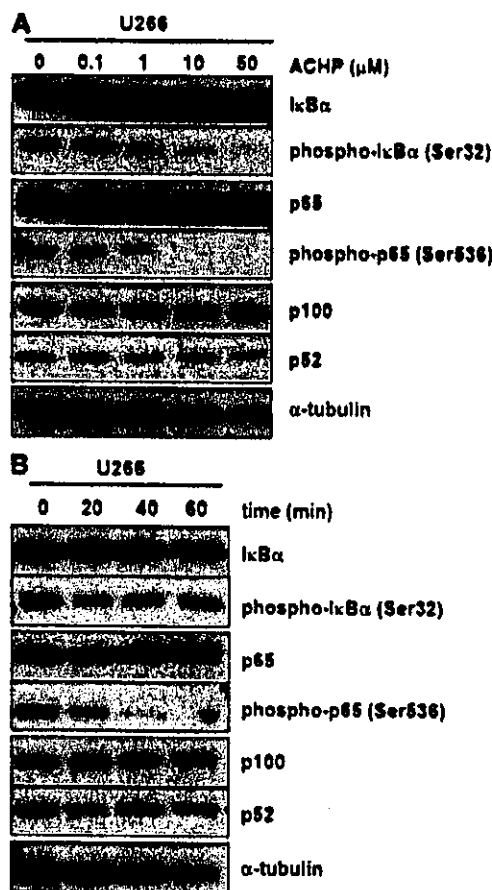 A
U266
0 0.1 1 10 50 ACHP (μM)
IκBα
phospho-IκBα (Ser32)
p65
phospho-p65 (Ser536)
p100
p52
α-tubulin
B
U266
0 20 40 60 time (min)
IκBα
phospho-IκBα (Ser32)
p65
phospho-p65 (Ser536)
p100
p52
α-tubulin